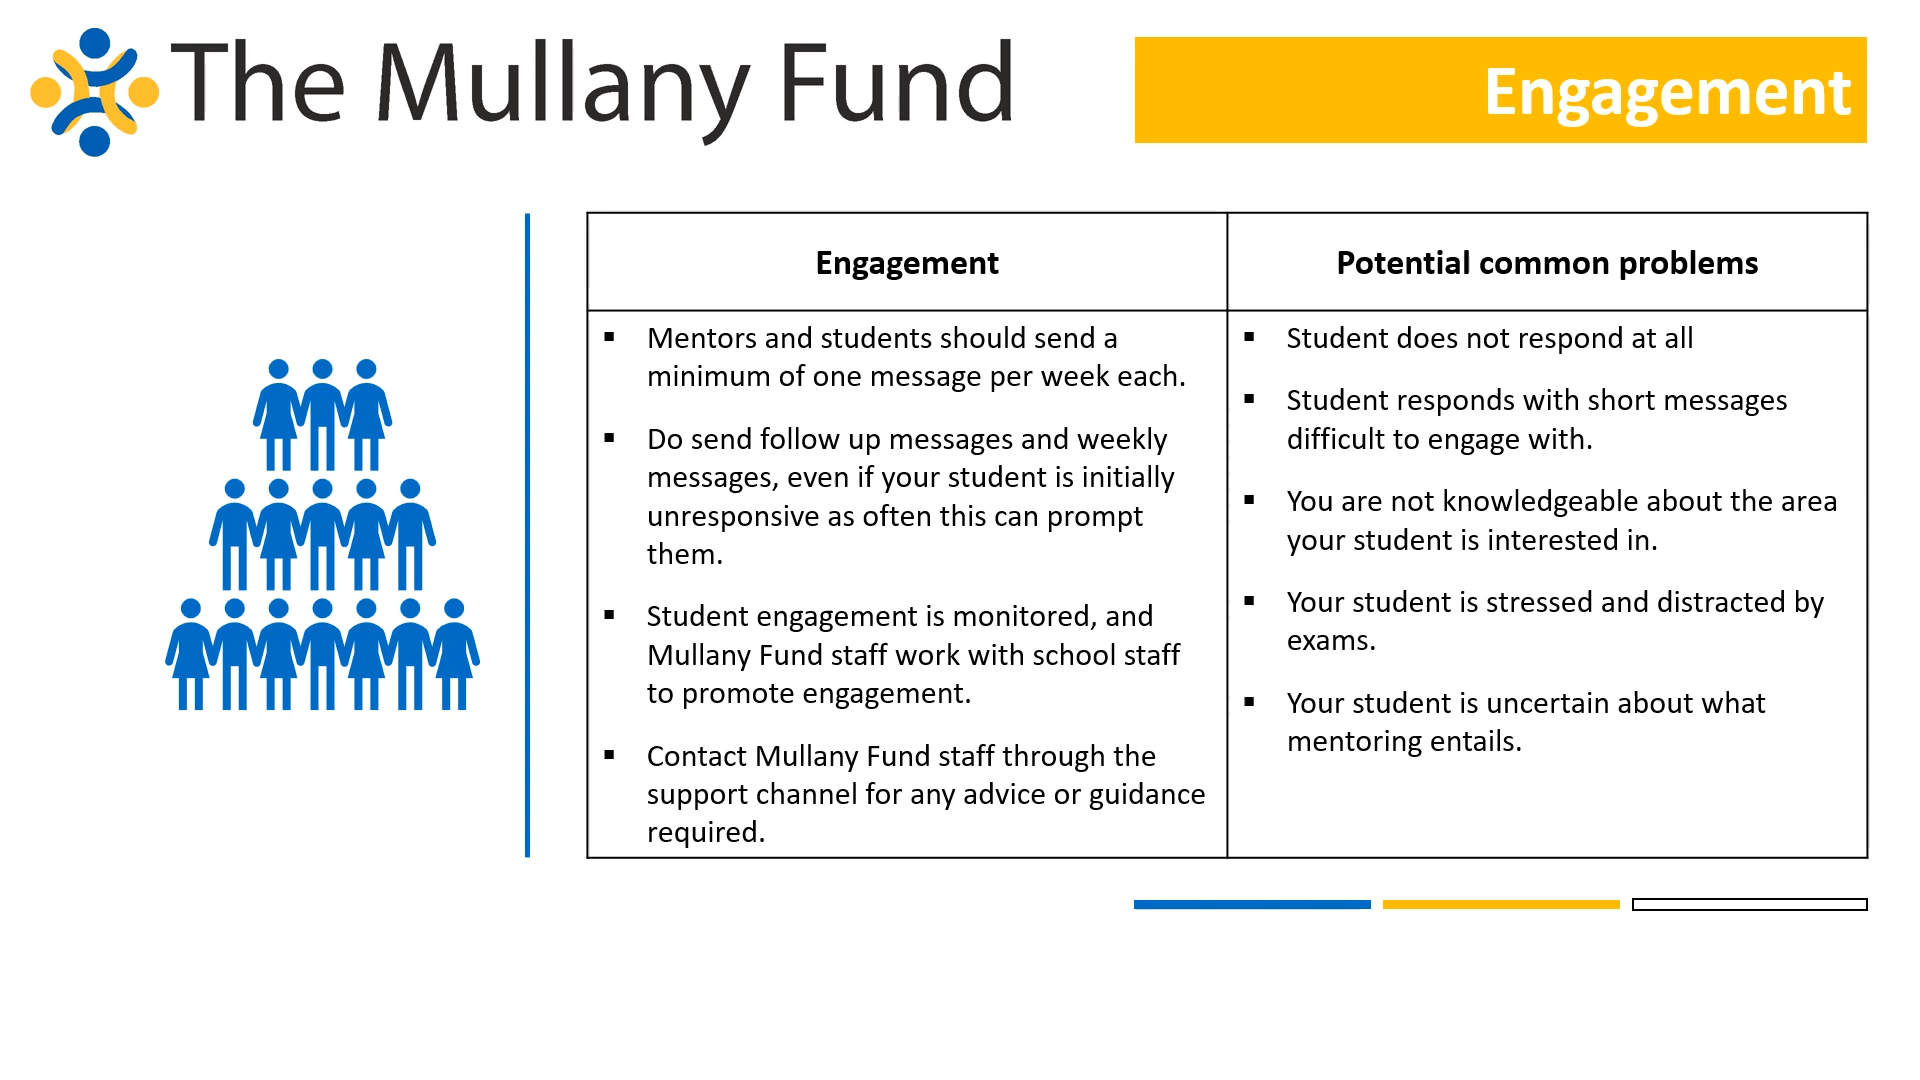 The Mullany Fund
Engagement
Engagement
Potential common problems
▪ Mentors and students should send a
minimum of one message per week each.
▪ Do send follow up messages and weekly
messages, even if your student is initially
unresponsive as often this can prompt
them.
▪ Student engagement is monitored, and
Mullany Fund staff work with school staff
to promote engagement.
▪ Contact Mullany Fund staff through the
support channel for any advice or guidance
required.
▪ Student does not respond at all
▪ Student responds with short messages
difficult to engage with.
▪ You are not knowledgeable about the area
your student is interested in.
▪ Your student is stressed and distracted by
exams.
▪ Your student is uncertain about what
mentoring entails.